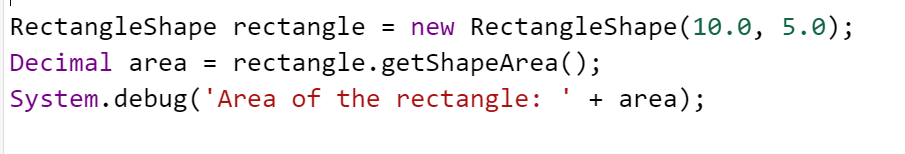 RectangleShape rectangle = new RectangleShape(10.0, 5.0);
Decimal area = rectangle.getShapeArea();
System.debug('Area of the rectangle: ' + area);